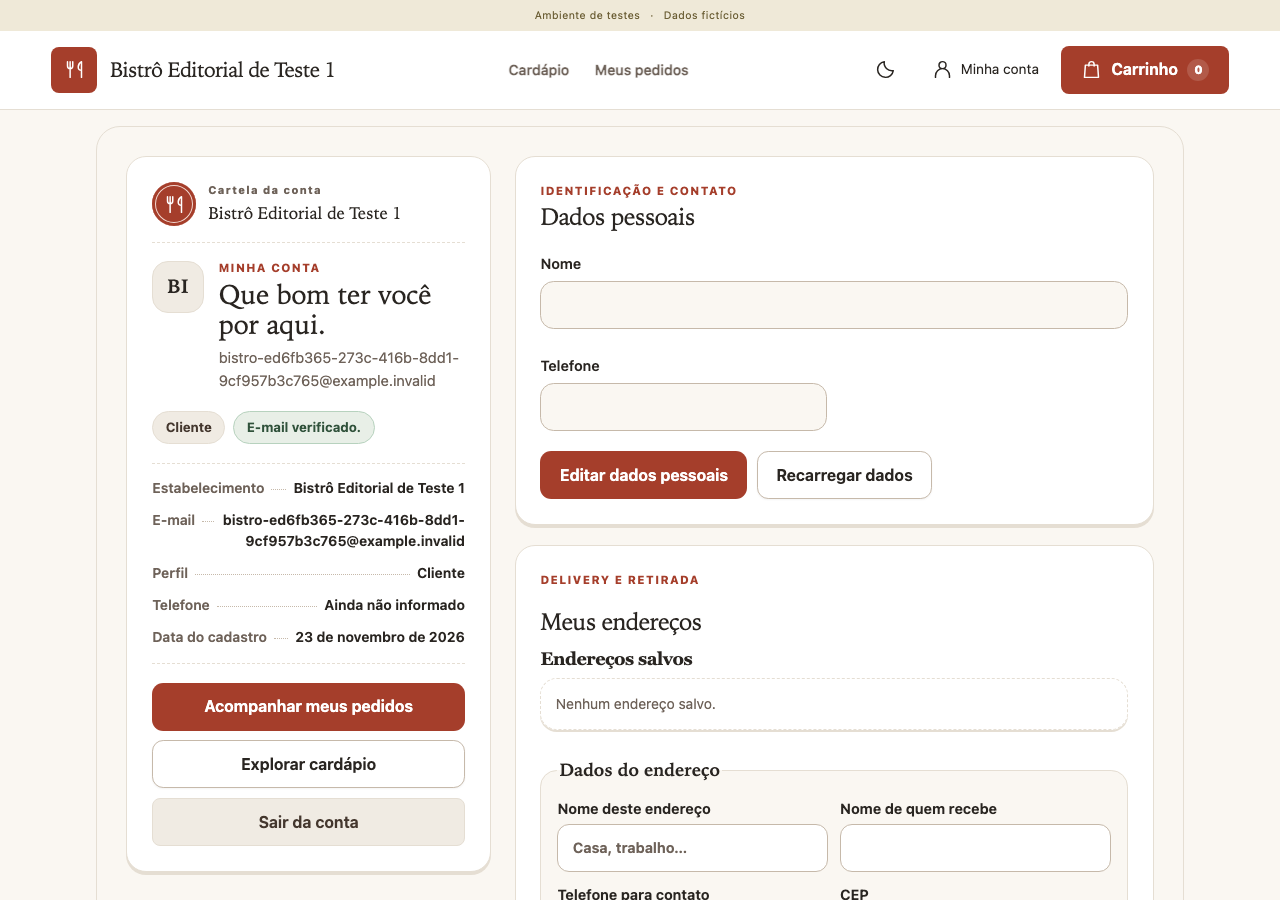 Ambiente de testes · Dados fictícios
Bistrô Editorial de Teste 1
Cardápio
Meus pedidos
Minha conta
Carrinho 0
Cartela da conta
Bistrô Editorial de Teste 1
BI
MINHA CONTA
Que bom ter você
por aqui.
bistro-ed6fb365-273c-416b-8dd1-
9cf957b3c765@example.invalid
Cliente
E-mail verificado.
Estabelecimento Bistrô Editorial de Teste 1
E-mail bistro-ed6fb365-273c-416b-8dd1-
9cf957b3c765@example.invalid
Perfil Cliente
Telefone Ainda não informado
Data do cadastro 23 de novembro de 2026
Acompanhar meus pedidos
Explorar cardápio
Sair da conta
IDENTIFICAÇÃO E CONTATO
Dados pessoais
Nome
Telefone
Editar dados pessoais
Recarregar dados
DELIVERY E RETIRADA
Meus endereços
Endereços salvos
Nenhum endereço salvo.
Dados do endereço
Nome deste endereço
Nome de quem recebe
Casa, trabalho...
Telefone para contato
CEP